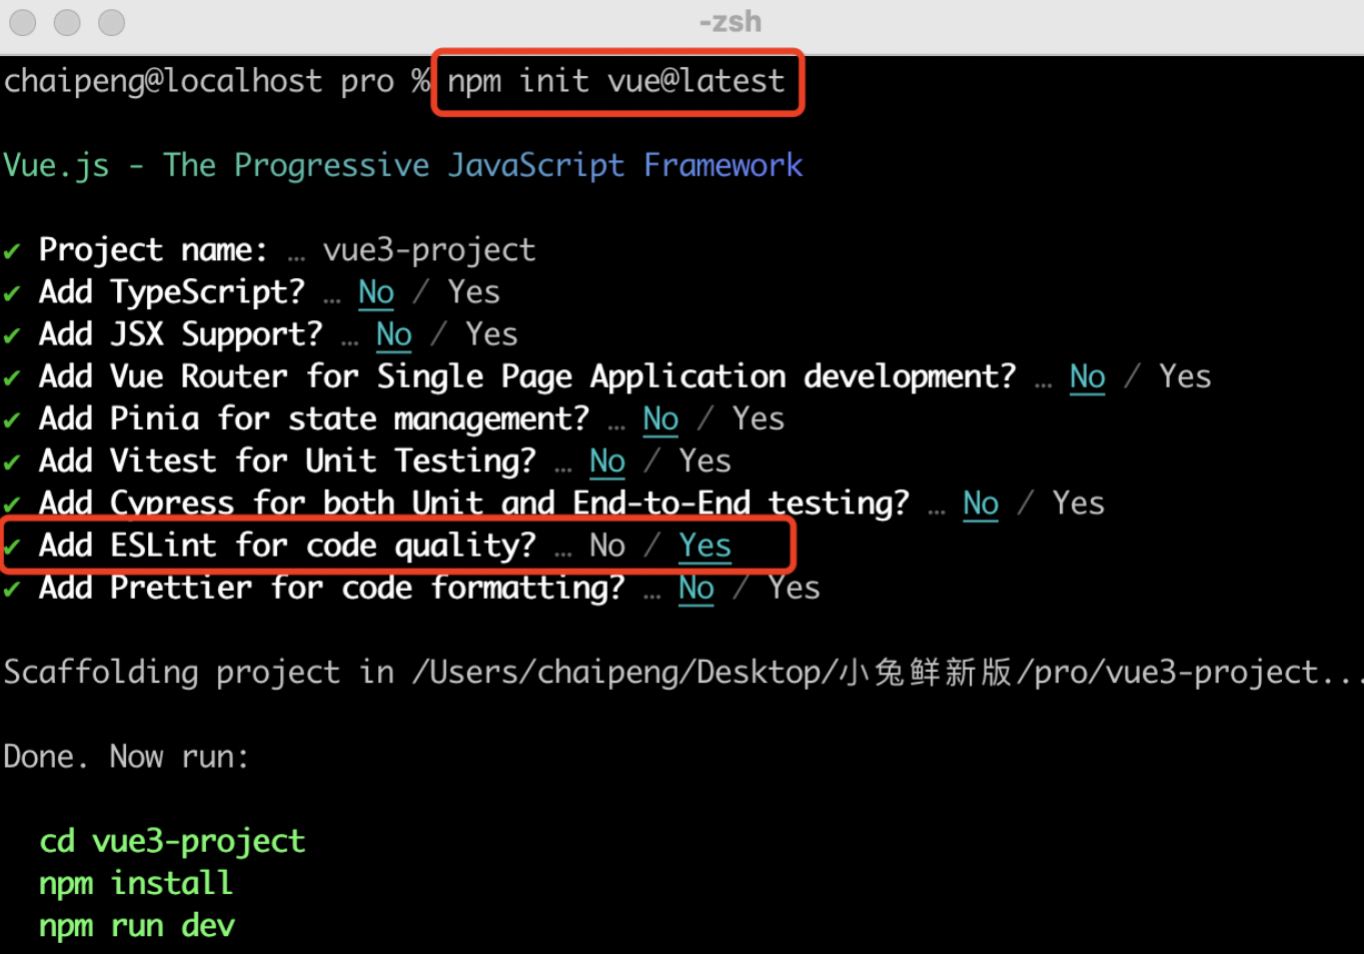 -zsh
chaipeng@localhost pro % npm init vue@latest
Vue.js - The Progressive JavaScript Framework
✔ Project name: … vue3-project
✔ Add TypeScript? … No / Yes
✔ Add JSX Support? … No / Yes
✔ Add Vue Router for Single Page Application development? … No / Yes
✔ Add Pinia for state management? … No / Yes
✔ Add Vitest for Unit Testing? … No / Yes
✔ Add Cypress for both Unit and End-to-End testing? … No / Yes
✔ Add ESLint for code quality? … No / Yes
✔ Add Prettier for code formatting? … No / Yes
Scaffolding project in /Users/chaipeng/Desktop/小兔鲜新版/pro/vue3-project...
Done. Now run:
cd vue3-project
npm install
npm run dev